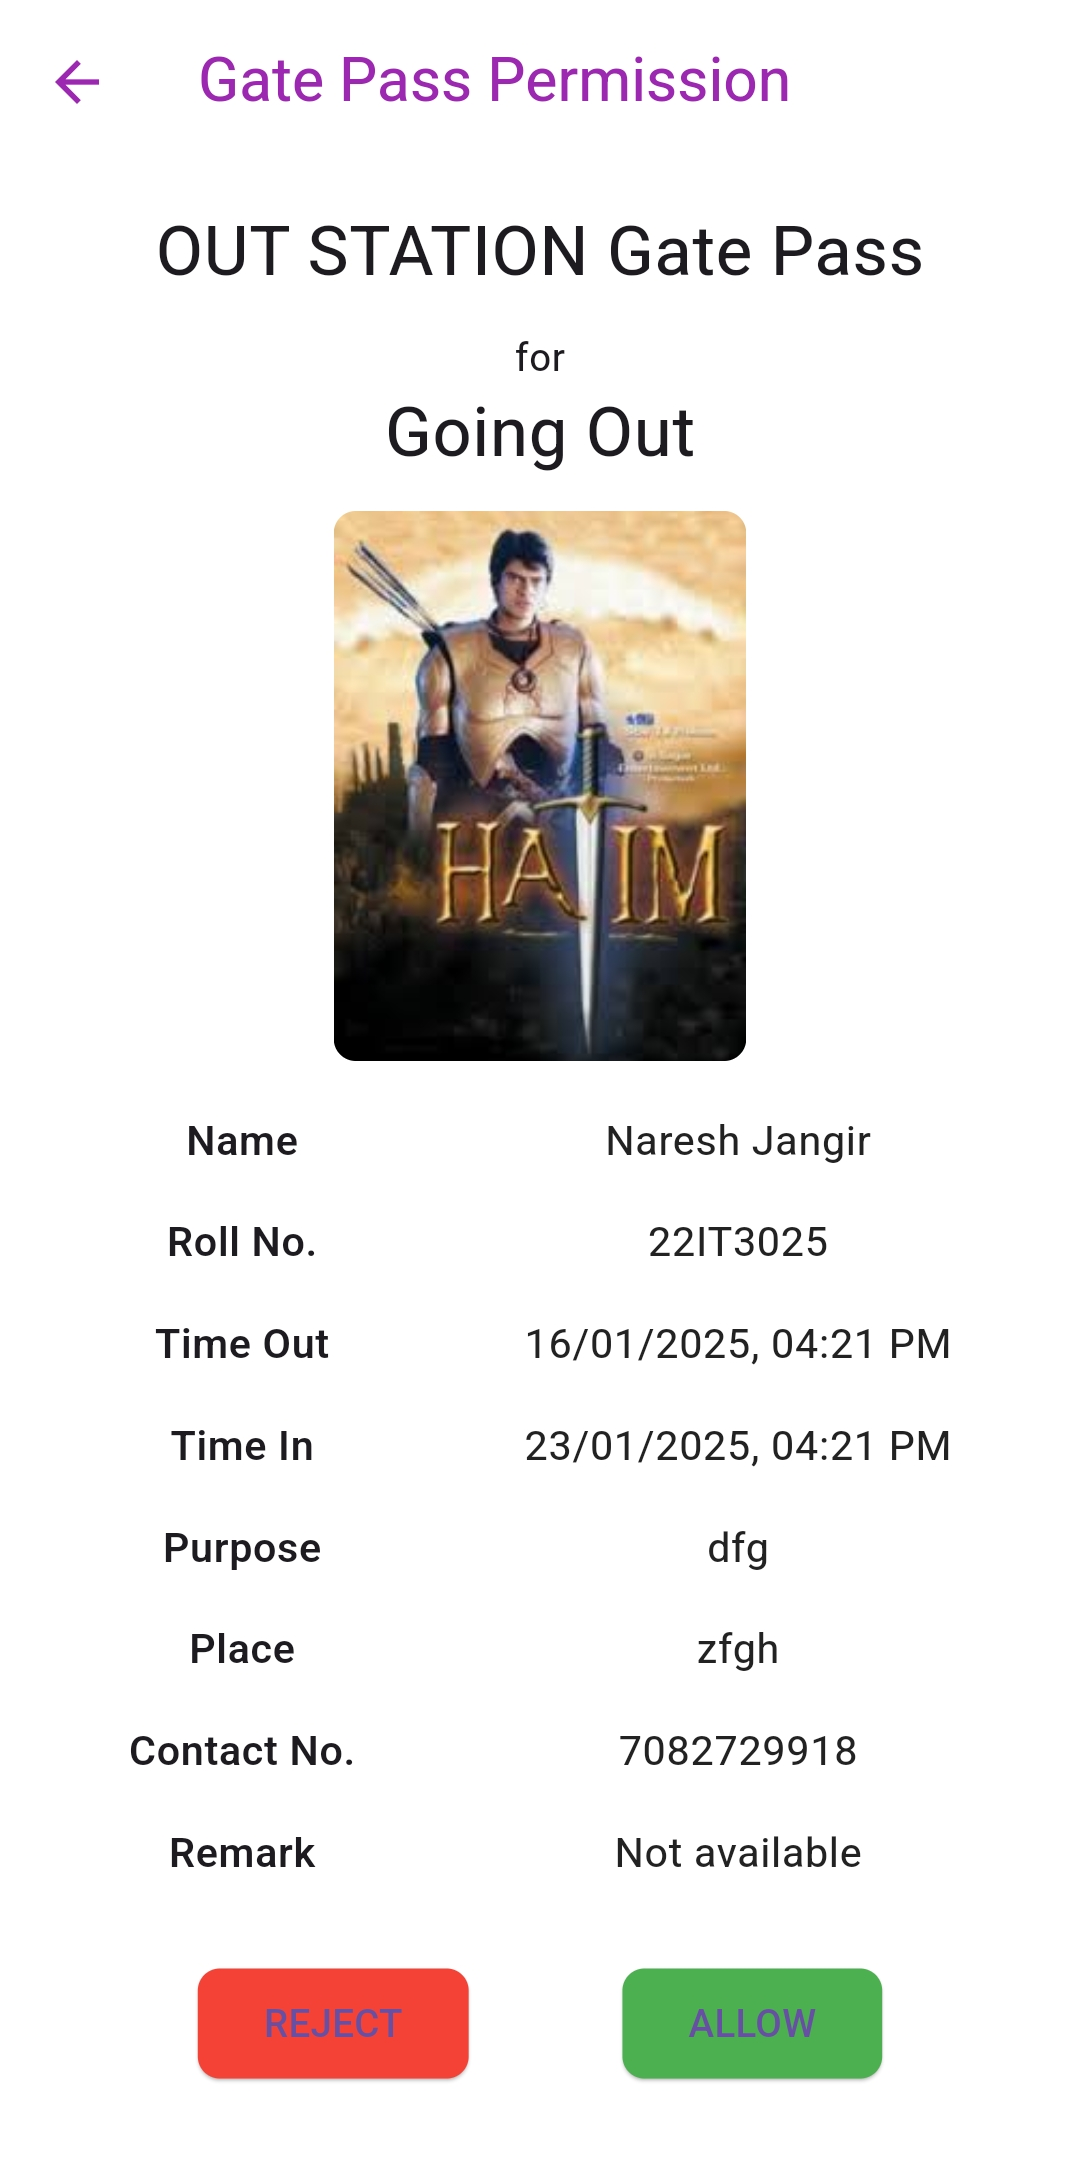 Gate Pass Permission
OUT STATION Gate Pass
for
Going Out
HATIM
Name Naresh Jangir
Roll No. 22IT3025
Time Out 16/01/2025, 04:21 PM
Time In 23/01/2025, 04:21 PM
Purpose dfg
Place zfgh
Contact No. 7082729918
Remark Not available
REJECT ALLOW